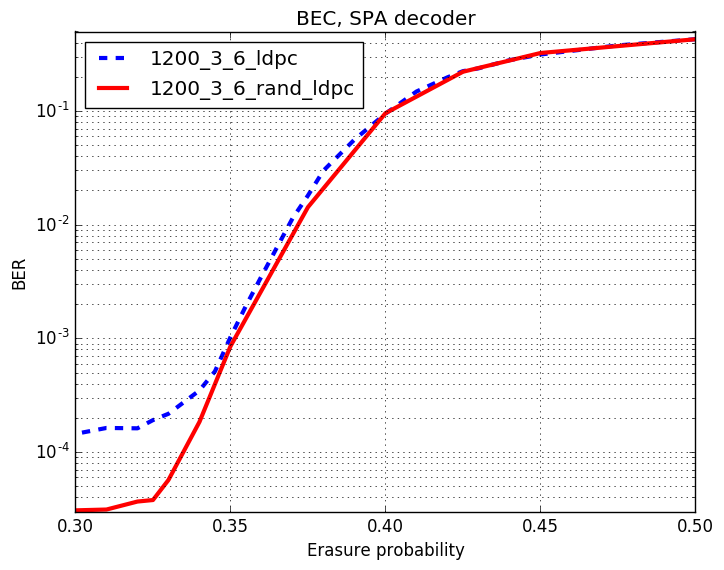 BEC, SPA decoder
1200_3_6_ldpc
1200_3_6_rand_ldpc
BER
10^-1
10^-2
10^-3
10^-4
0.30 0.35 0.40 0.45 0.50
Erasure probability